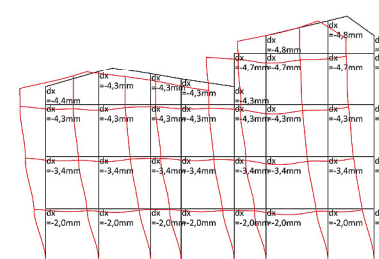 dx
=-4,8mm
dx
=-4,8mm
dx
=-4,7mm
dx
=-4,7mm
dx
=-4,7mm
dx
=-4,3mm
dx
=-4,3mm
dx
=-4,3mm
dx
=-4,4mm
dx
=-4,3mm
dx
=-4,3mm
dx
=-4,3mm
dx
=-4,3mm
dx
=-4,3mm
dx
=-4,3mm
dx
=-4,3mm
dx
=-4,3mm
dx
=-3,4mm
dx
=-3,4mm
dx
=-3,4mm
dx
=-3,4mm
dx
=-3,4mm
dx
=-3,4mm
dx
=-3,4mm
dx
=-2,0mm
dx
=-2,0mm
dx
=-2,0mm
dx
=-2,0mm
dx
=-2,0mm
dx
=-2,0mm
dx
=-2,0mm